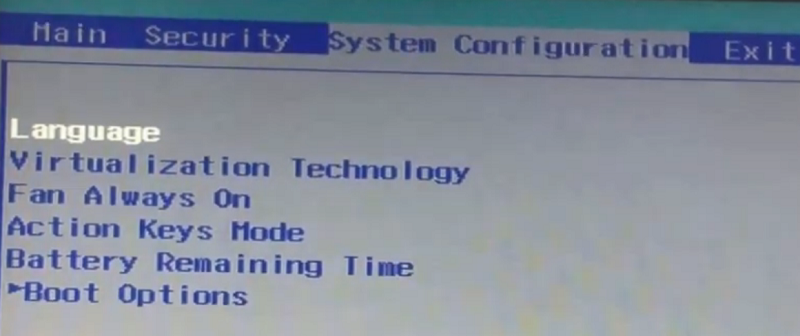 Main Security System Configuration Exit
Language
Virtualization Technology
Fan Always On
Action Keys Mode
Battery Remaining Time
►Boot Options